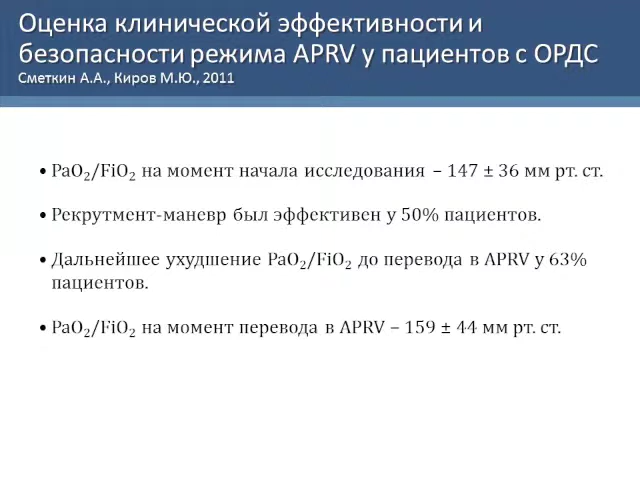 Оценка клинической эффективности и
безопасности режима APRV у пациентов с ОРДС
Сметкин А.А., Киров М.Ю., 2011
• PaO₂/FiO₂ на момент начала исследования – 147 ± 36 мм рт. ст.
• Рекрутмент-маневр был эффективен у 50% пациентов.
• Дальнейшее ухудшение PaO₂/FiO₂ до перевода в APRV у 63%
пациентов.
• PaO₂/FiO₂ на момент перевода в APRV – 159 ± 44 мм рт. ст.